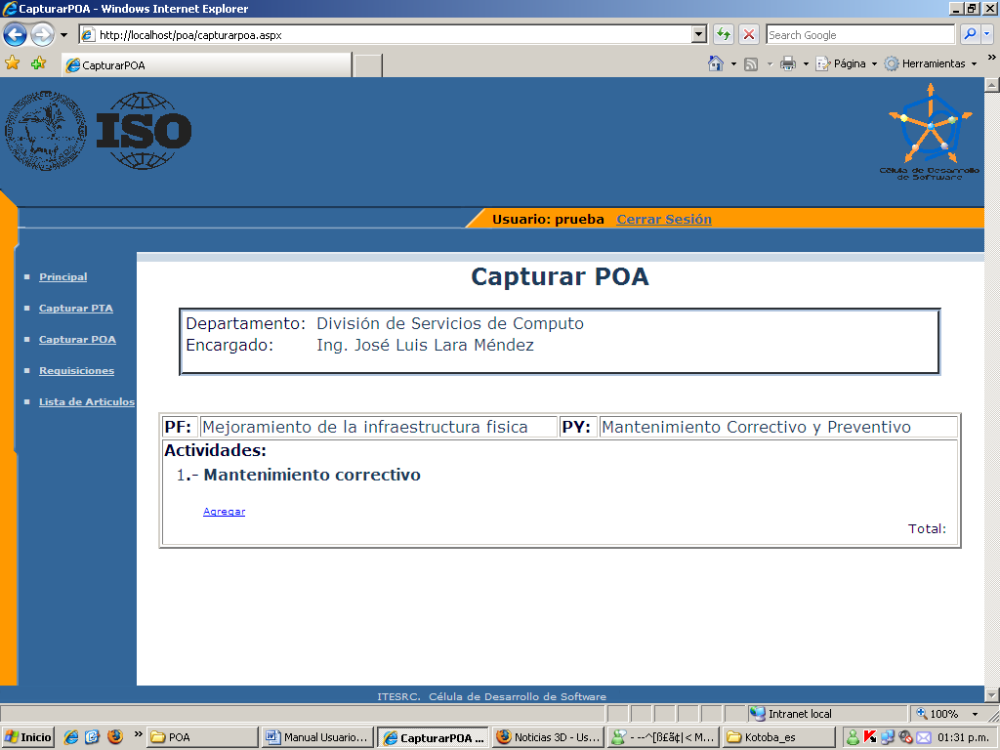 CapturarPOA - Windows Internet Explorer
http://localhost/poa/capturarpoa.aspx
Search Google
CapturarPOA
Página
Herramientas
ISO
Célula de Desarrollo
de Software
Usuario: prueba Cerrar Sesión
Principal
Capturar PTA
Capturar POA
Requisiciones
Lista de Articulos
Capturar POA
Departamento: División de Servicios de Computo
Encargado: Ing. José Luis Lara Méndez
PF: Mejoramiento de la infraestructura fisica PY: Mantenimiento Correctivo y Preventivo
Actividades:
1.- Mantenimiento correctivo
Agregar
Total:
ITESRC. Célula de Desarrollo de Software
Intranet local
100%
Inicio
POA
Manual Usuario...
CapturarPOA ...
Noticias 3D - Us...
- --^[ß£ã¢| < M...
Kotoba_es
01:31 p.m.